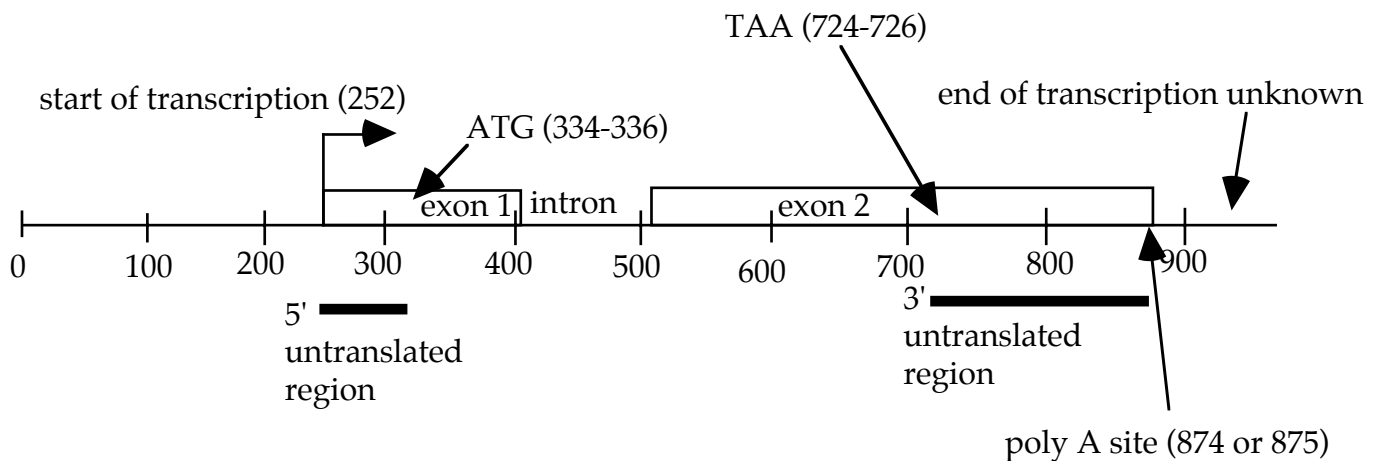 TAA (724-726)
start of transcription (252)
end of transcription unknown
ATG (334-336)
exon 1 intron exon 2
0 100 200 300 400 500 600 700 800 900
5'
untranslated
region
3'
untranslated
region
poly A site (874 or 875)